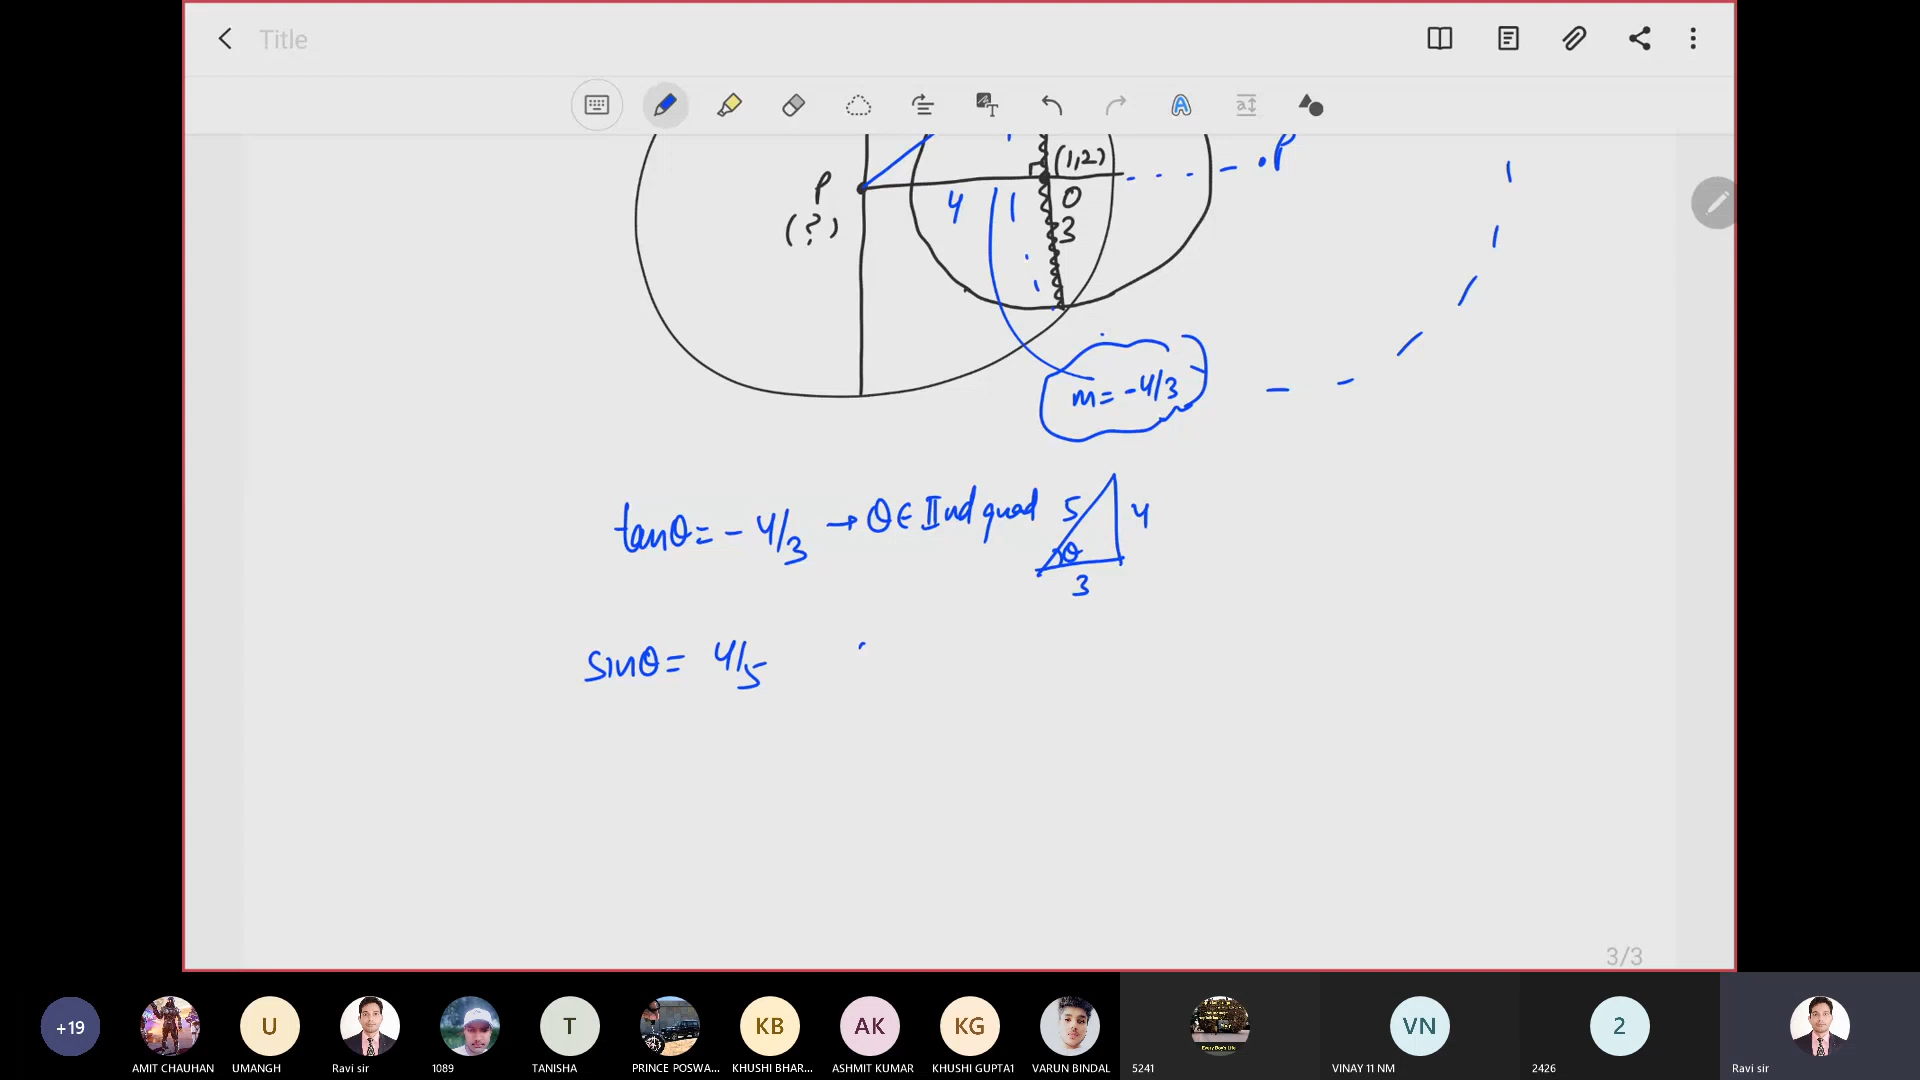 Title
P
(?)
4
1
(1,2)
0
3
.P
m = -4/3
tanθ = - 4/3 → θ ∈ IInd quad
5
4
θ
3
sinθ = 4/5
3/3
+19
U
T
KB
AK
KG
VN
2
AMIT CHAUHAN
UMANGH
Ravi sir
1089
TANISHA
PRINCE POSWA...
KHUSHI BHAR...
ASHMIT KUMAR
KHUSHI GUPTA1
VARUN BINDAL
5241
VINAY 11 NM
2426
Ravi sir